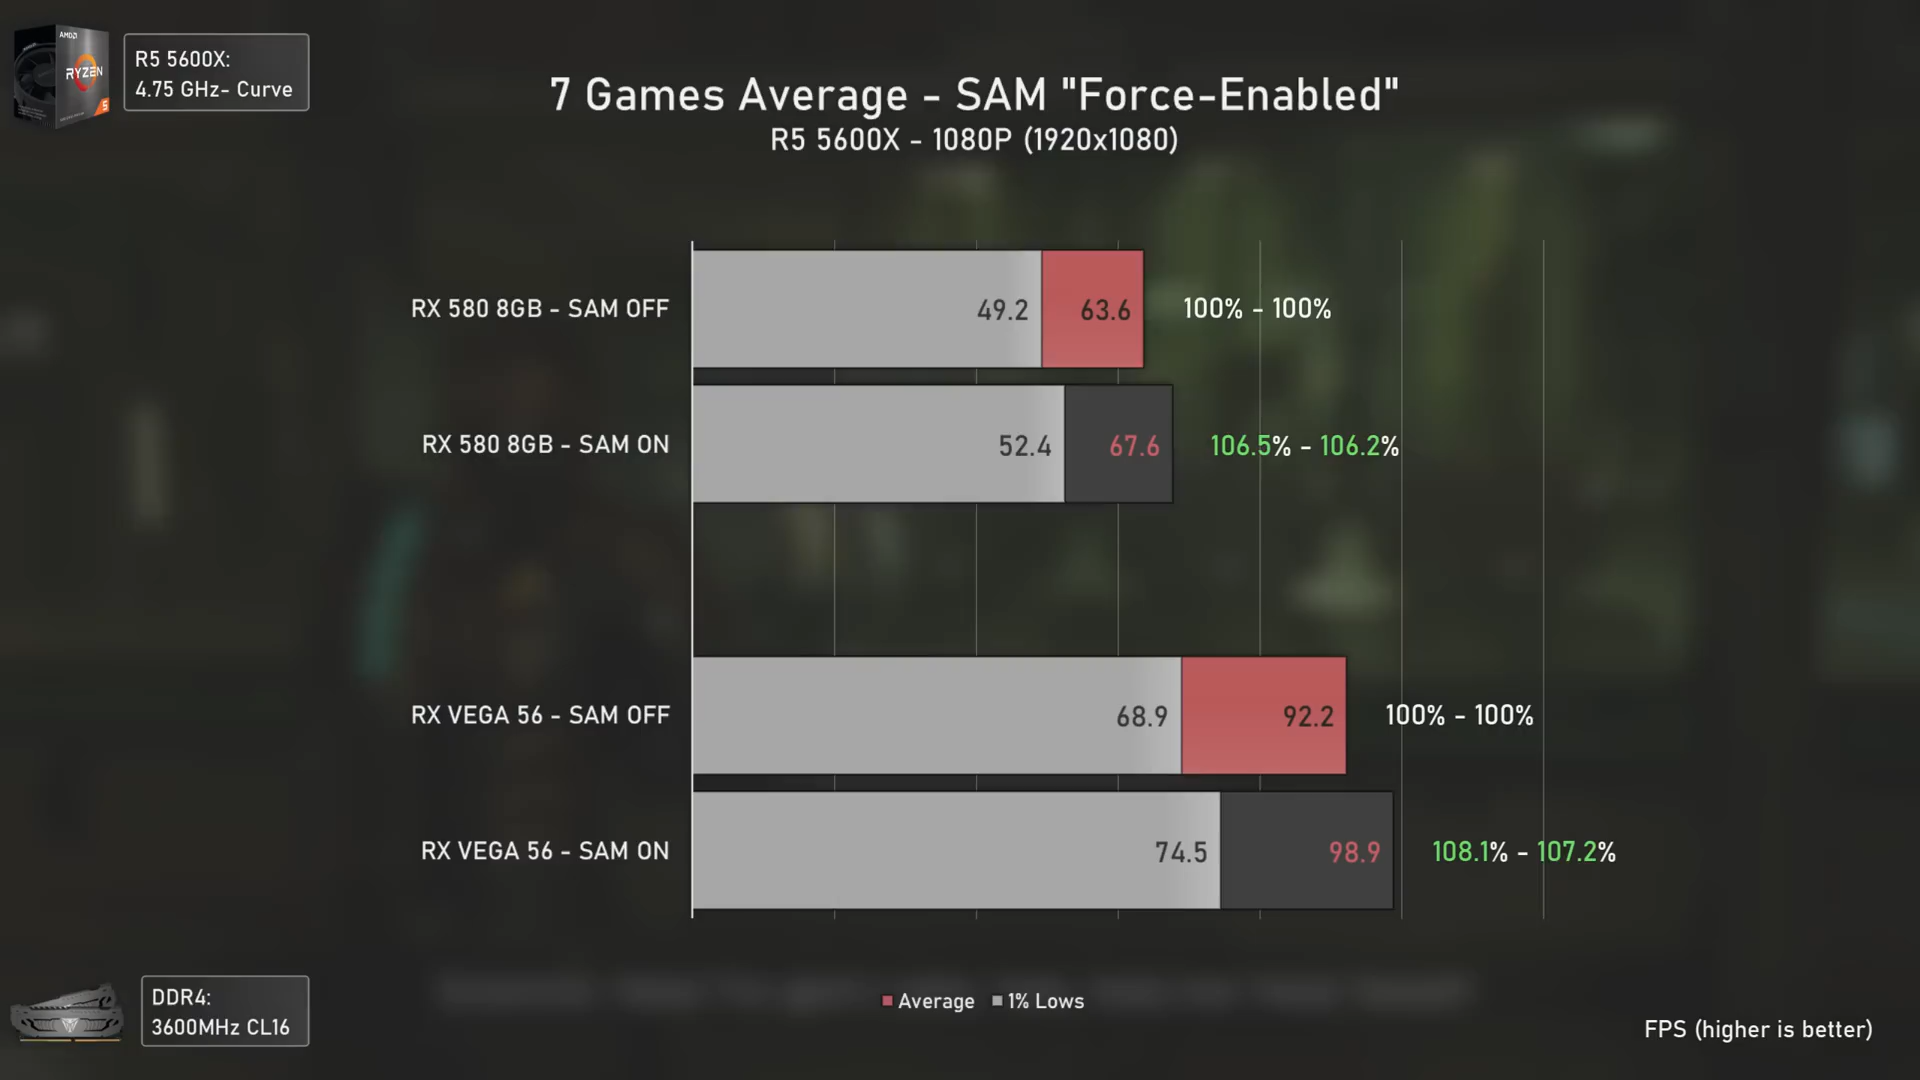 AMD
RYZEN
5
R5 5600X:
4.75 GHz- Curve
7 Games Average - SAM "Force-Enabled"
R5 5600X - 1080P (1920x1080)
RX 580 8GB - SAM OFF
49.2
63.6
100% - 100%
RX 580 8GB - SAM ON
52.4
67.6
106.5% - 106.2%
RX VEGA 56 - SAM OFF
68.9
92.2
100% - 100%
RX VEGA 56 - SAM ON
74.5
98.9
108.1% - 107.2%
Average
1% Lows
DDR4:
3600MHz CL16
FPS (higher is better)